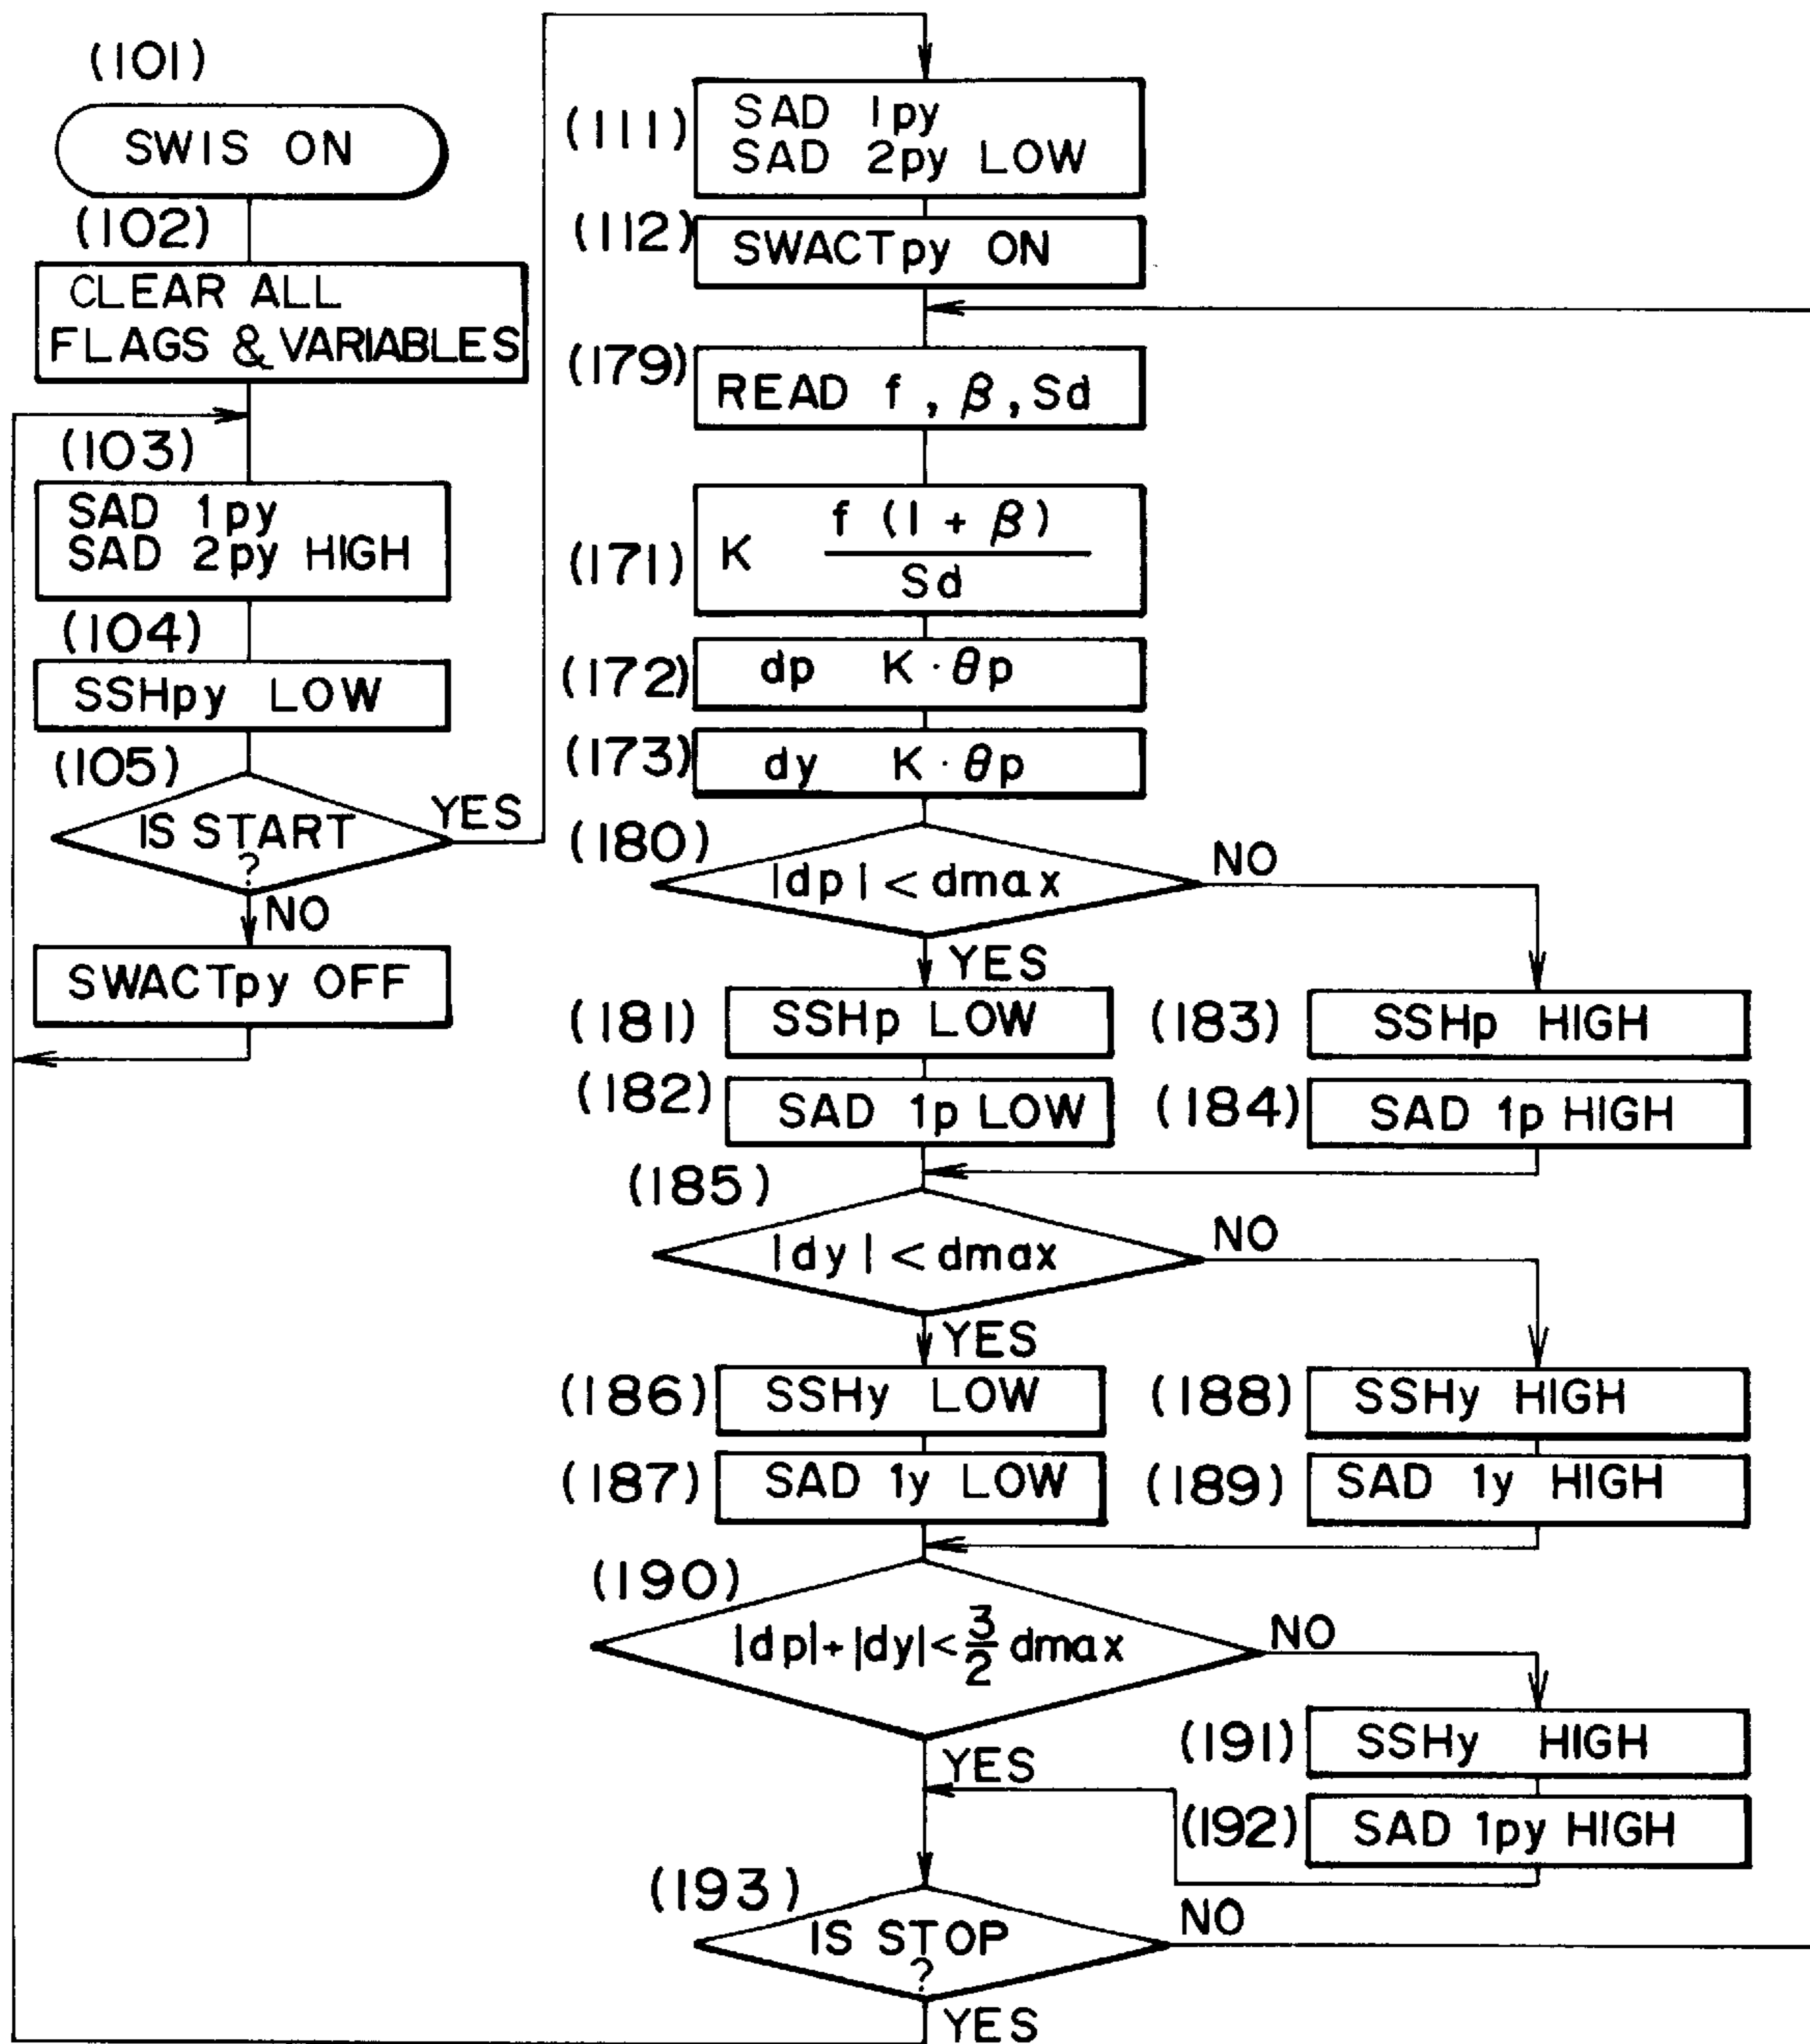 (101)
SWIS ON
(102)
CLEAR ALL
FLAGS & VARIABLES
(103)
SAD 1py
SAD 2py HIGH
(104)
SSHpy LOW
(105)
IS START
?
YES
NO
SWACTpy OFF
(111)
SAD 1py
SAD 2py LOW
(112)
SWACTpy ON
(179)
READ f, β, Sd
(171)
K f (1 + β)
Sd
(172)
dp K · θp
(173)
dy K · θp
(180)
|dp| < dmax
NO
YES
(181)
SSHp LOW
(183)
SSHp HIGH
(182)
SAD 1p LOW
(184)
SAD 1p HIGH
(185)
|dy| < dmax
NO
YES
(186)
SSHy LOW
(188)
SSHy HIGH
(187)
SAD 1y LOW
(189)
SAD 1y HIGH
(190)
|dp|+|dy|< 3/2 dmax
NO
YES
(191)
SSHy HIGH
(192)
SAD 1py HIGH
(193)
IS STOP
?
NO
YES